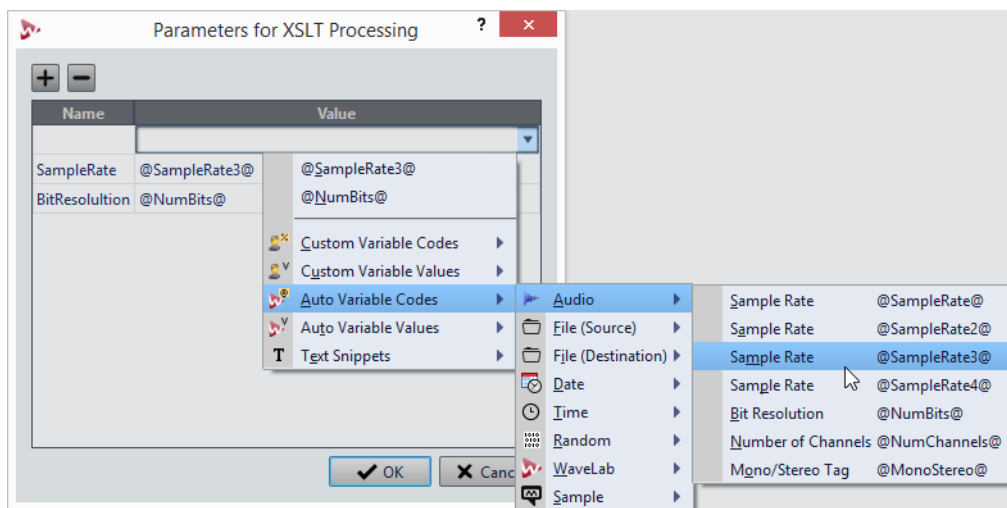 Parameters for XSLT Processing ?
Name Value
SampleRate @SampleRate3@
BitResolultion @NumBits@
@SampleRate3@
@NumBits@
Custom Variable Codes
Custom Variable Values
Auto Variable Codes
Auto Variable Values
T Text Snippets
Audio
File (Source)
File (Destination)
Date
Time
Random
WaveLab
Sample
Sample Rate @SampleRate@
Sample Rate @SampleRate2@
Sample Rate @SampleRate3@
Sample Rate @SampleRate4@
Bit Resolution @NumBits@
Number of Channels @NumChannels@
Mono/Stereo Tag @MonoStereo@
OK
Canc